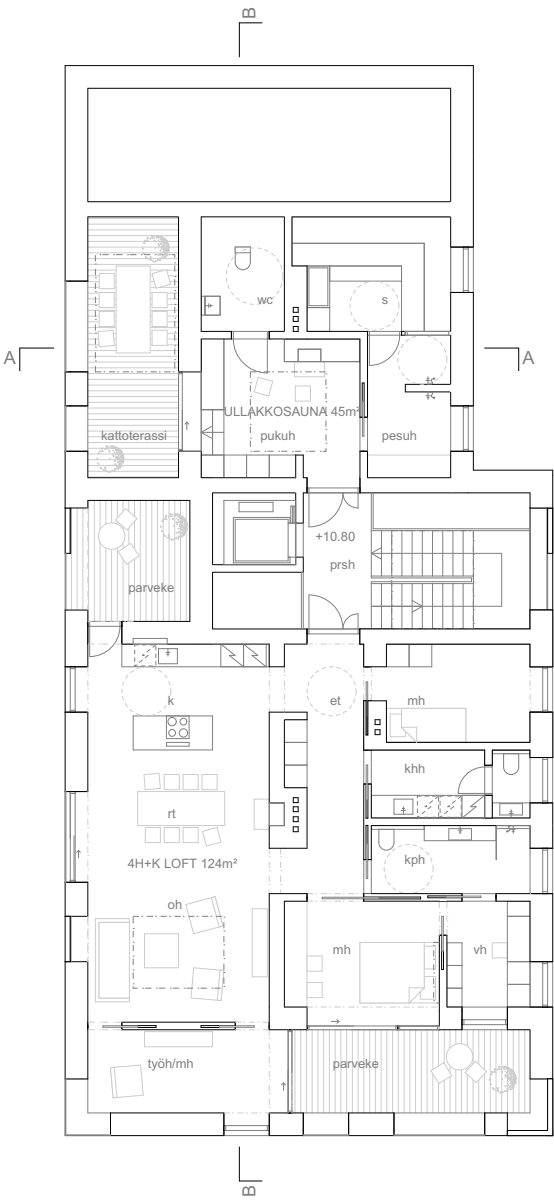 B
A
A
wc
s
ULLAKKOSAUNA 45m²
kattoterassi
pukuh
pesuh
+10.80
prsh
parveke
k
et
mh
khh
rt
kph
4H+K LOFT 124m²
oh
mh
vh
työh/mh
parveke
B